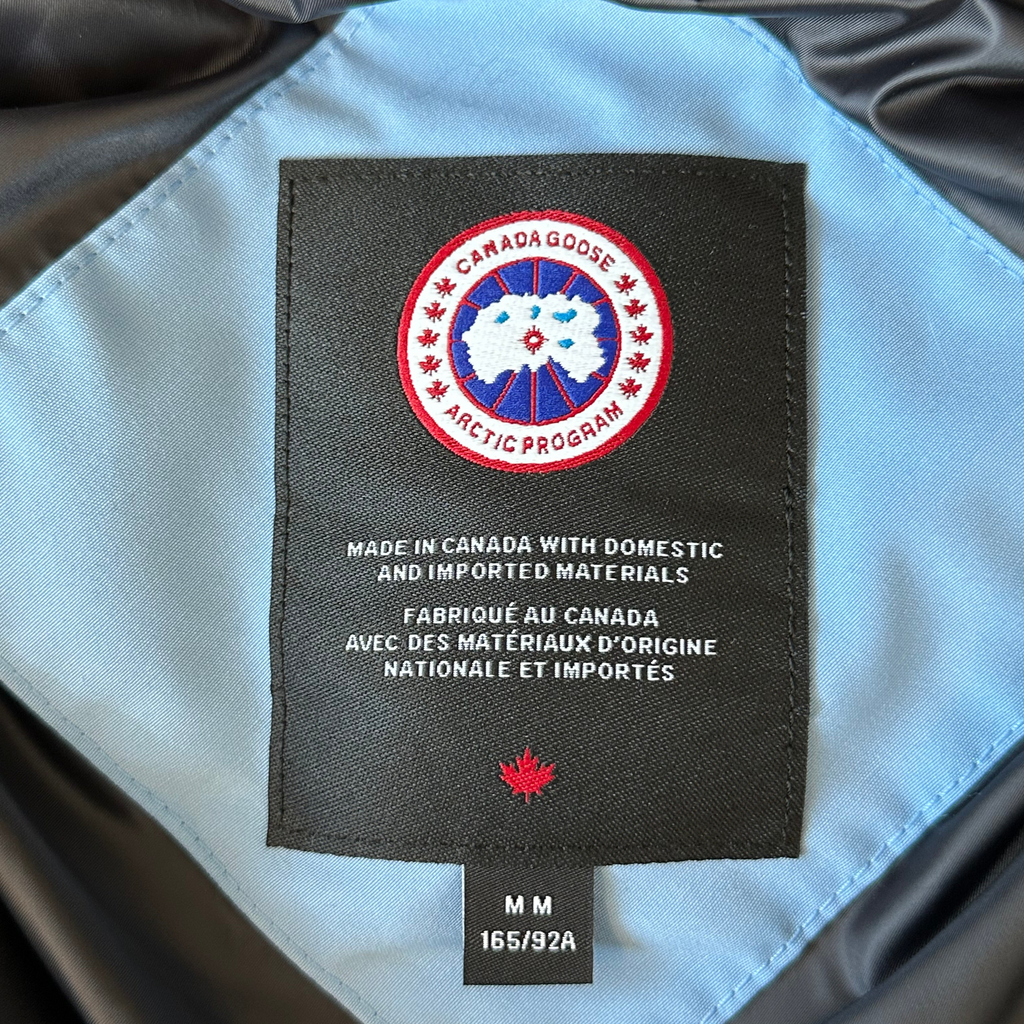 CANADA GOOSE
ARCTIC PROGRAM
MADE IN CANADA WITH DOMESTIC
AND IMPORTED MATERIALS
FABRIQUÉ AU CANADA
AVEC DES MATÉRIAUX D'ORIGINE
NATIONALE ET IMPORTÉS
M M
165/92A